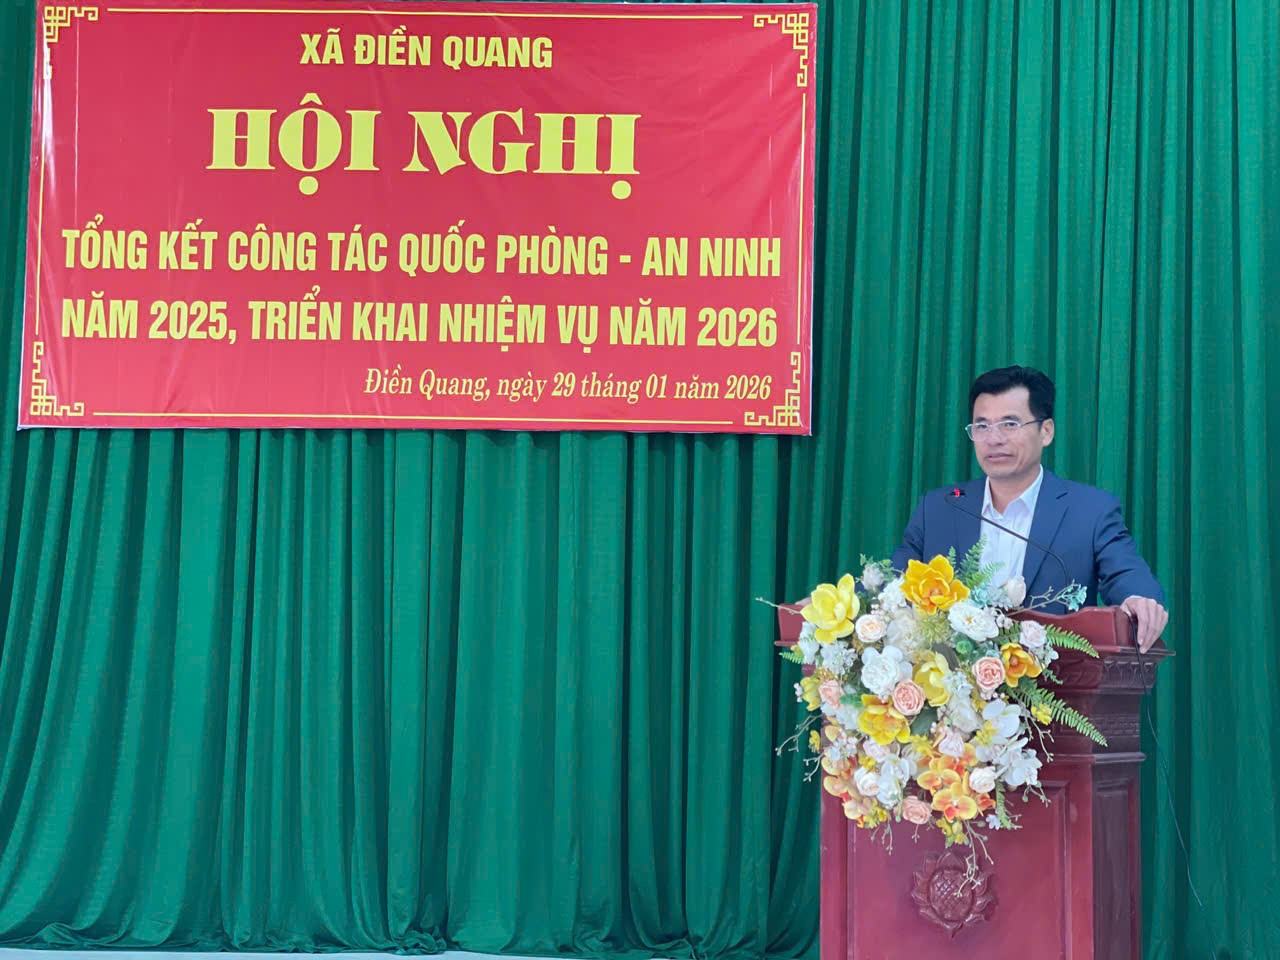 XÃ ĐIỀN QUANG
HỘI NGHỊ
TỔNG KẾT CÔNG TÁC QUỐC PHÒNG - AN NINH
NĂM 2025, TRIỂN KHAI NHIỆM VỤ NĂM 2026
Điền Quang, ngày 29 tháng 01 năm 2026